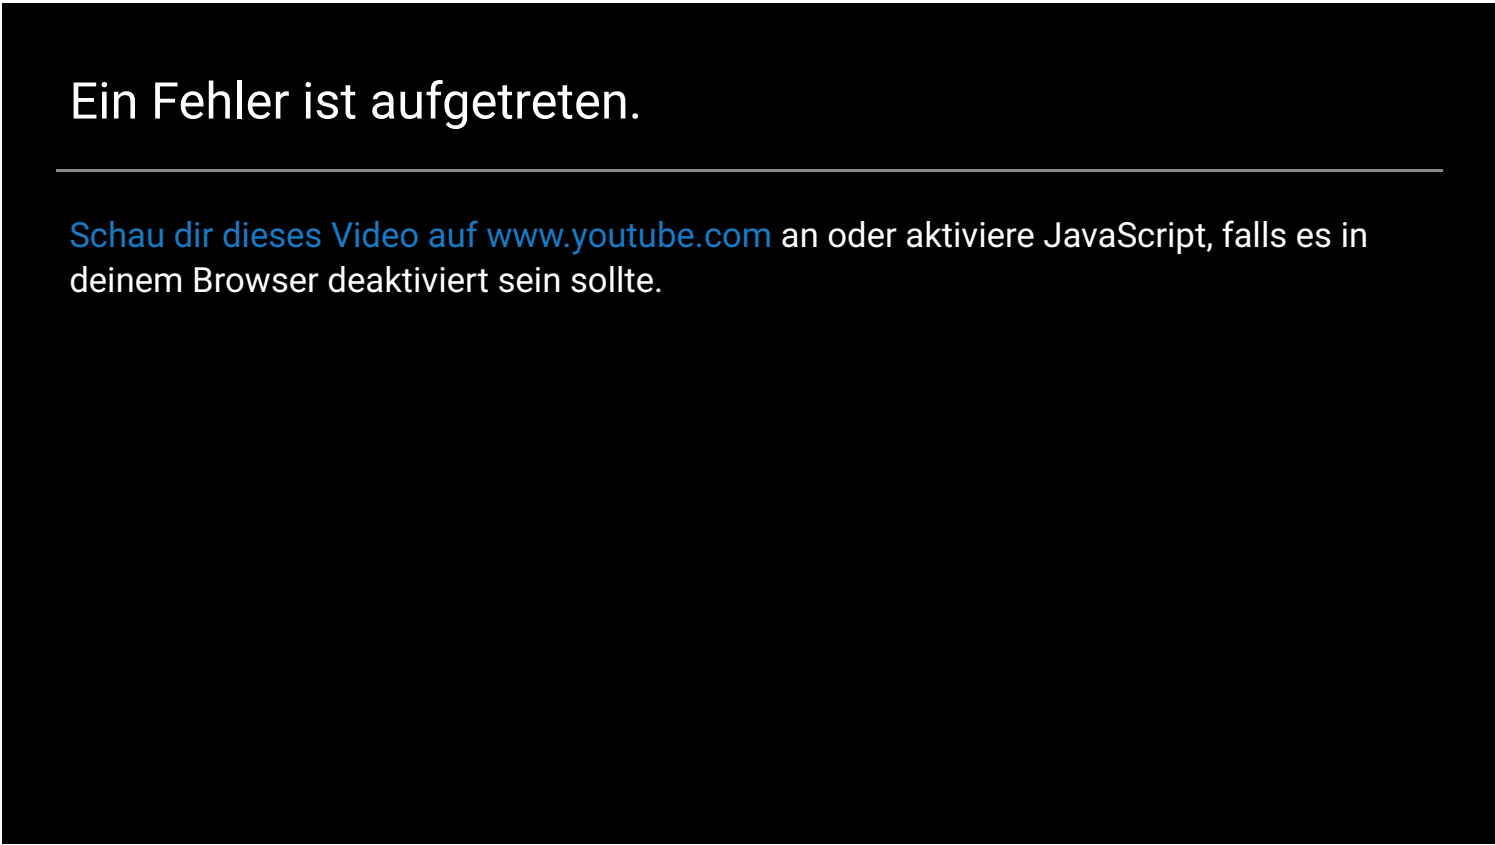 Ein Fehler ist aufgetreten.
Schau dir dieses Video auf www.youtube.com an oder aktiviere JavaScript, falls es in
deinem Browser deaktiviert sein sollte.